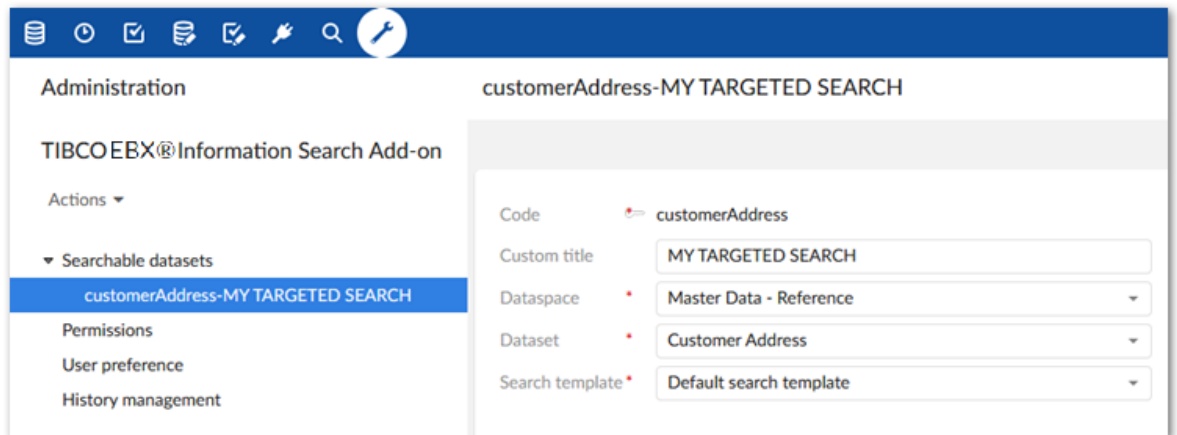 Administration
customerAddress-MY TARGETED SEARCH
TIBCO EBX® Information Search Add-on
Actions
Searchable datasets
customerAddress-MY TARGETED SEARCH
Permissions
User preference
History management
Code * customerAddress
Custom title MY TARGETED SEARCH
Dataspace * Master Data - Reference
Dataset * Customer Address
Search template * Default search template